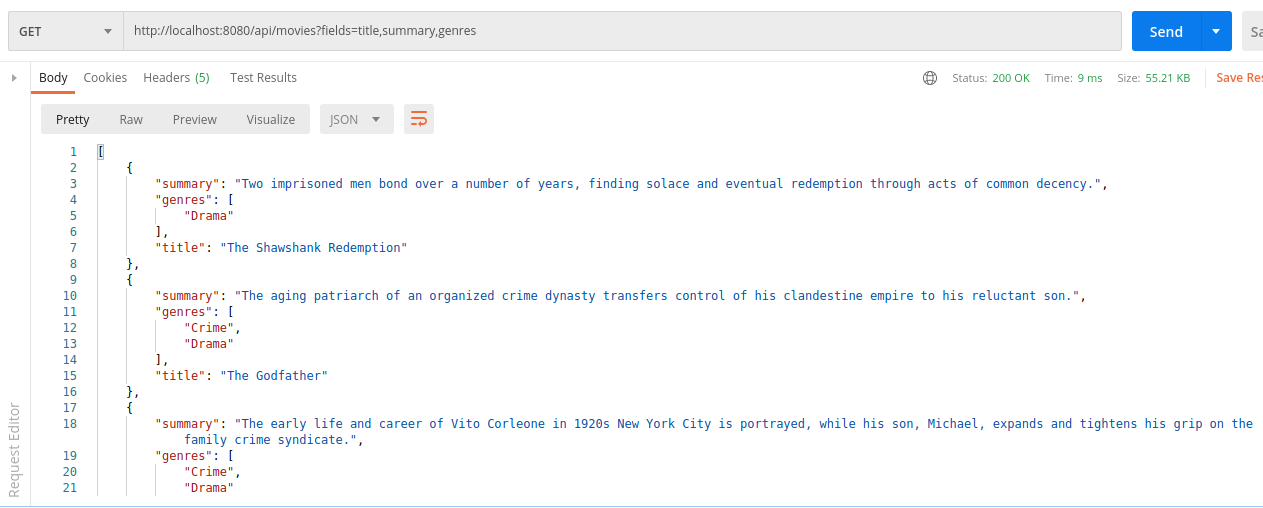 GET http://localhost:8080/api/movies?fields=title,summary,genres Send Sa
Body Cookies Headers (5) Test Results Status: 200 OK Time: 9 ms Size: 55.21 KB Save Res
Pretty Raw Preview Visualize JSON
1 [
2 {
3 "summary": "Two imprisoned men bond over a number of years, finding solace and eventual redemption through acts of common decency.",
4 "genres": [
5 "Drama"
6 ],
7 "title": "The Shawshank Redemption"
8 },
9 {
10 "summary": "The aging patriarch of an organized crime dynasty transfers control of his clandestine empire to his reluctant son.",
11 "genres": [
12 "Crime",
13 "Drama"
14 ],
15 "title": "The Godfather"
16 },
17 {
18 "summary": "The early life and career of Vito Corleone in 1920s New York City is portrayed, while his son, Michael, expands and tightens his grip on the
family crime syndicate.",
19 "genres": [
20 "Crime",
21 "Drama"
Request Editor